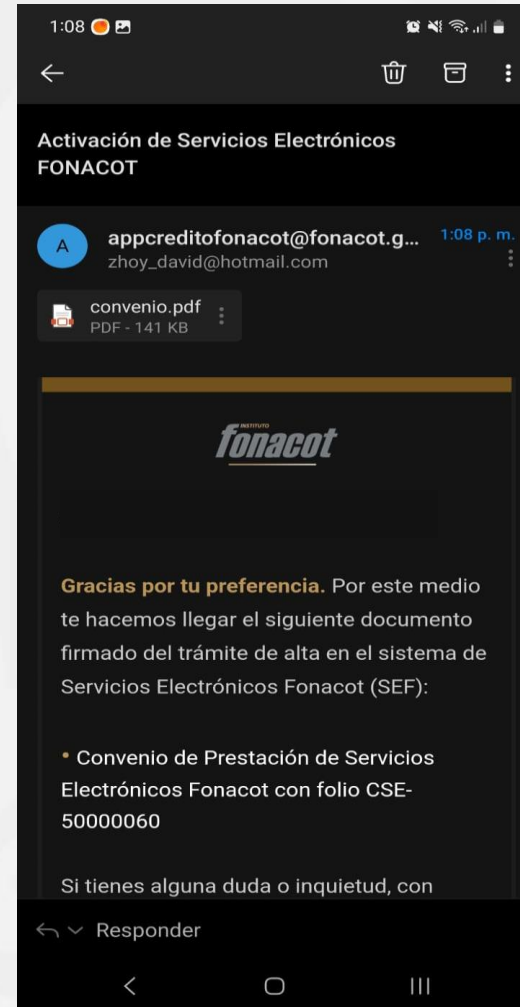 1:08
Activación de Servicios Electrónicos
FONACOT
A
appcreditofonacot@fonacot.g...
1:08 p. m.
zhoy_david@hotmail.com
convenio.pdf
PDF - 141 KB
INSTITUTO
fonacot
Gracias por tu preferencia. Por este medio
te hacemos llegar el siguiente documento
firmado del trámite de alta en el sistema de
Servicios Electrónicos Fonacot (SEF):
• Convenio de Prestación de Servicios
Electrónicos Fonacot con folio CSE-
50000060
Si tienes alguna duda o inquietud, con
Responder